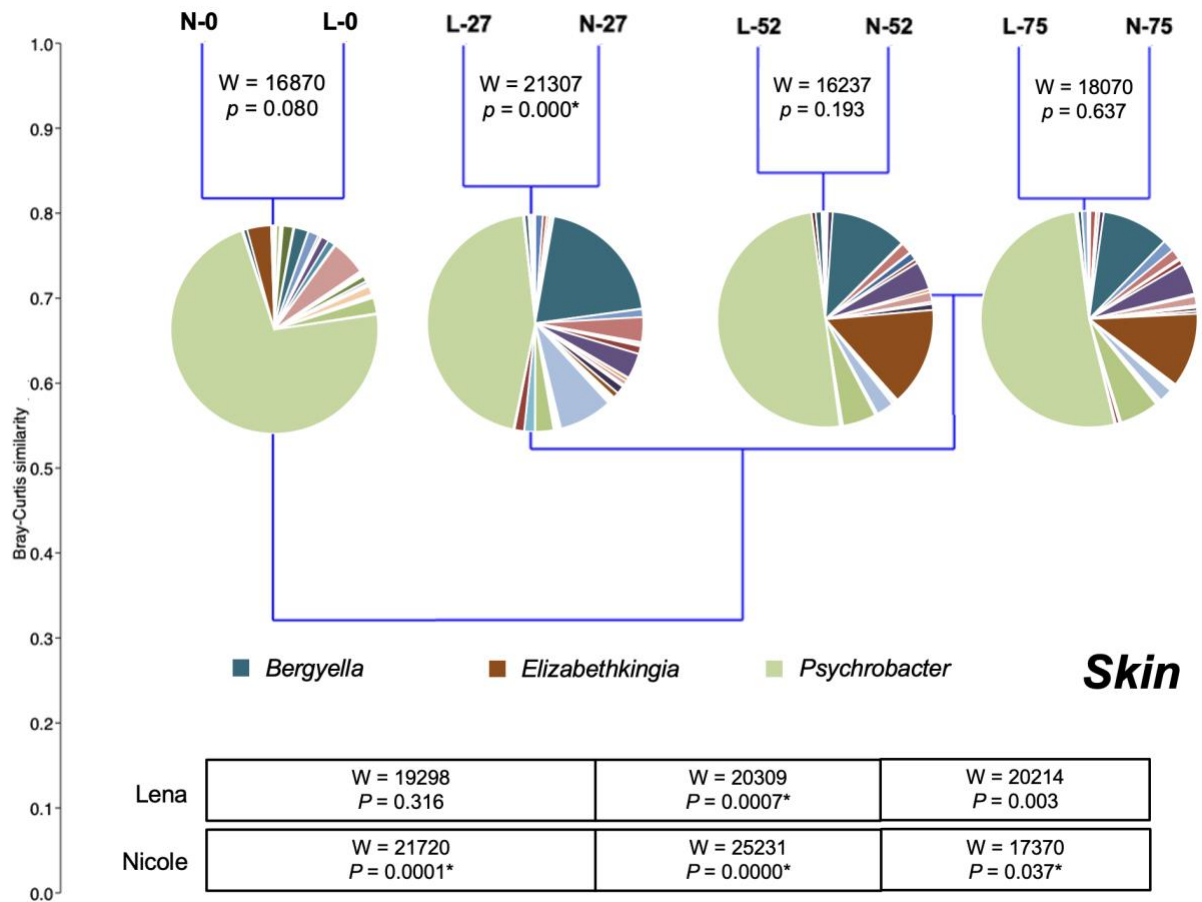 N-0 L-0 L-27 N-27 L-52 N-52 L-75 N-75
W = 16870
p = 0.080
W = 21307
p = 0.000*
W = 16237
p = 0.193
W = 18070
p = 0.637
Bray-Curtis similarity
1.0
0.9
0.8
0.7
0.6
0.5
0.4
0.3
0.2
0.1
0.0
Bergyella Elizabethkingia Psychrobacter
Skin
Lena
W = 19298
P = 0.316
W = 20309
P = 0.0007*
W = 20214
P = 0.003
Nicole
W = 21720
P = 0.0001*
W = 25231
P = 0.0000*
W = 17370
P = 0.037*